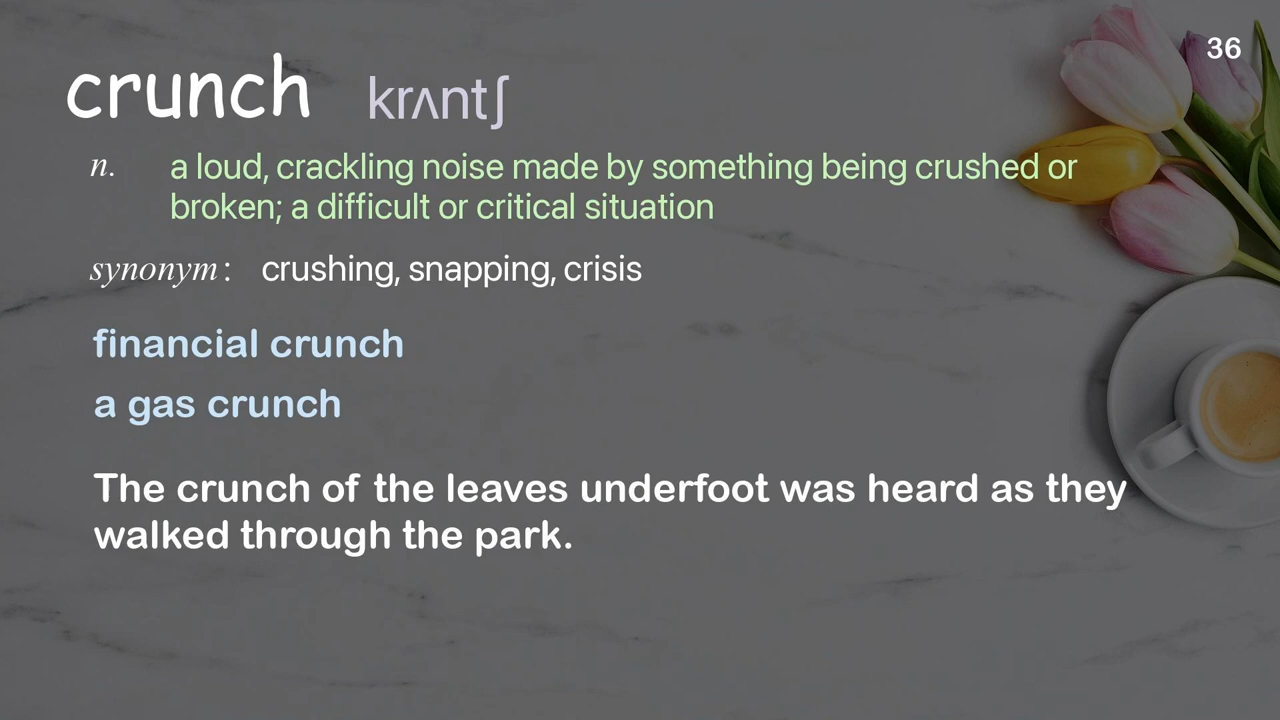 36
crunch krʌntʃ
n. a loud, crackling noise made by something being crushed or
broken; a difficult or critical situation
synonym: crushing, snapping, crisis
financial crunch
a gas crunch
The crunch of the leaves underfoot was heard as they
walked through the park.